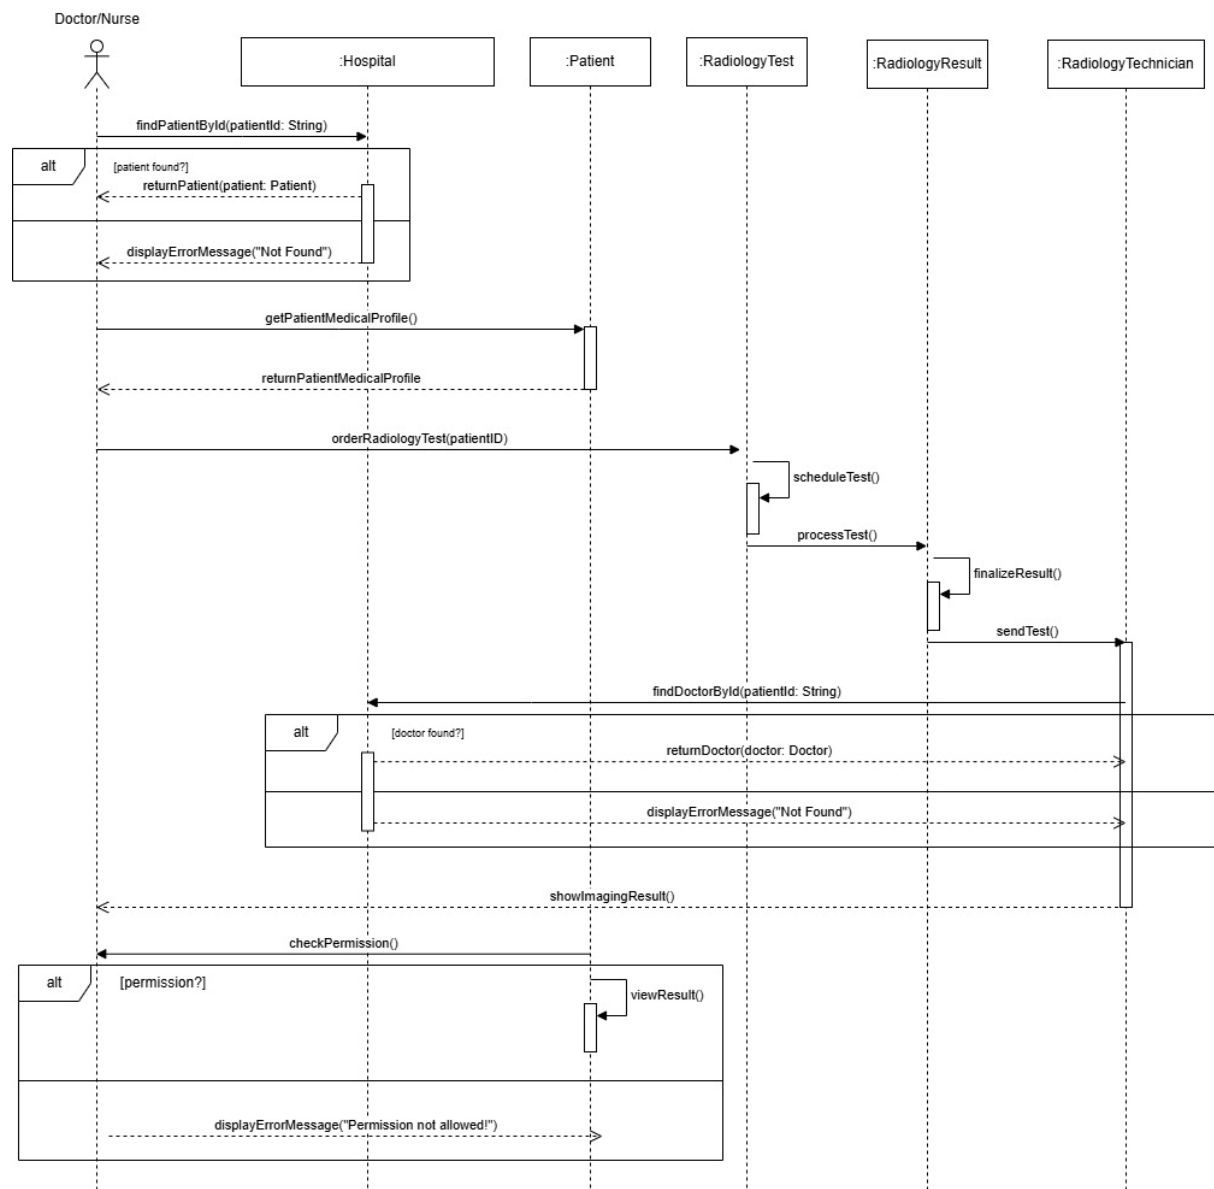 Doctor/Nurse
:Hospital
:Patient
:RadiologyTest
:RadiologyResult
:RadiologyTechnician
findPatientById(patientId: String)
alt
[patient found?]
returnPatient(patient: Patient)
displayErrorMessage("Not Found")
getPatientMedicalProfile()
returnPatientMedicalProfile
orderRadiologyTest(patientID)
scheduleTest()
processTest()
finalizeResult()
sendTest()
findDoctorById(patientId: String)
alt
[doctor found?]
returnDoctor(doctor: Doctor)
displayErrorMessage("Not Found")
showImagingResult()
checkPermission()
alt
[permission?]
viewResult()
displayErrorMessage("Permission not allowed!")